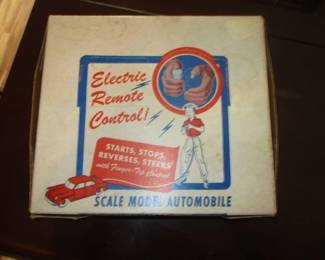 Electric
Remote
Control!
STARTS, STOPS,
REVERSES, STEERS
with Finger-Tip Control
SCALE MODEL AUTOMOBILE